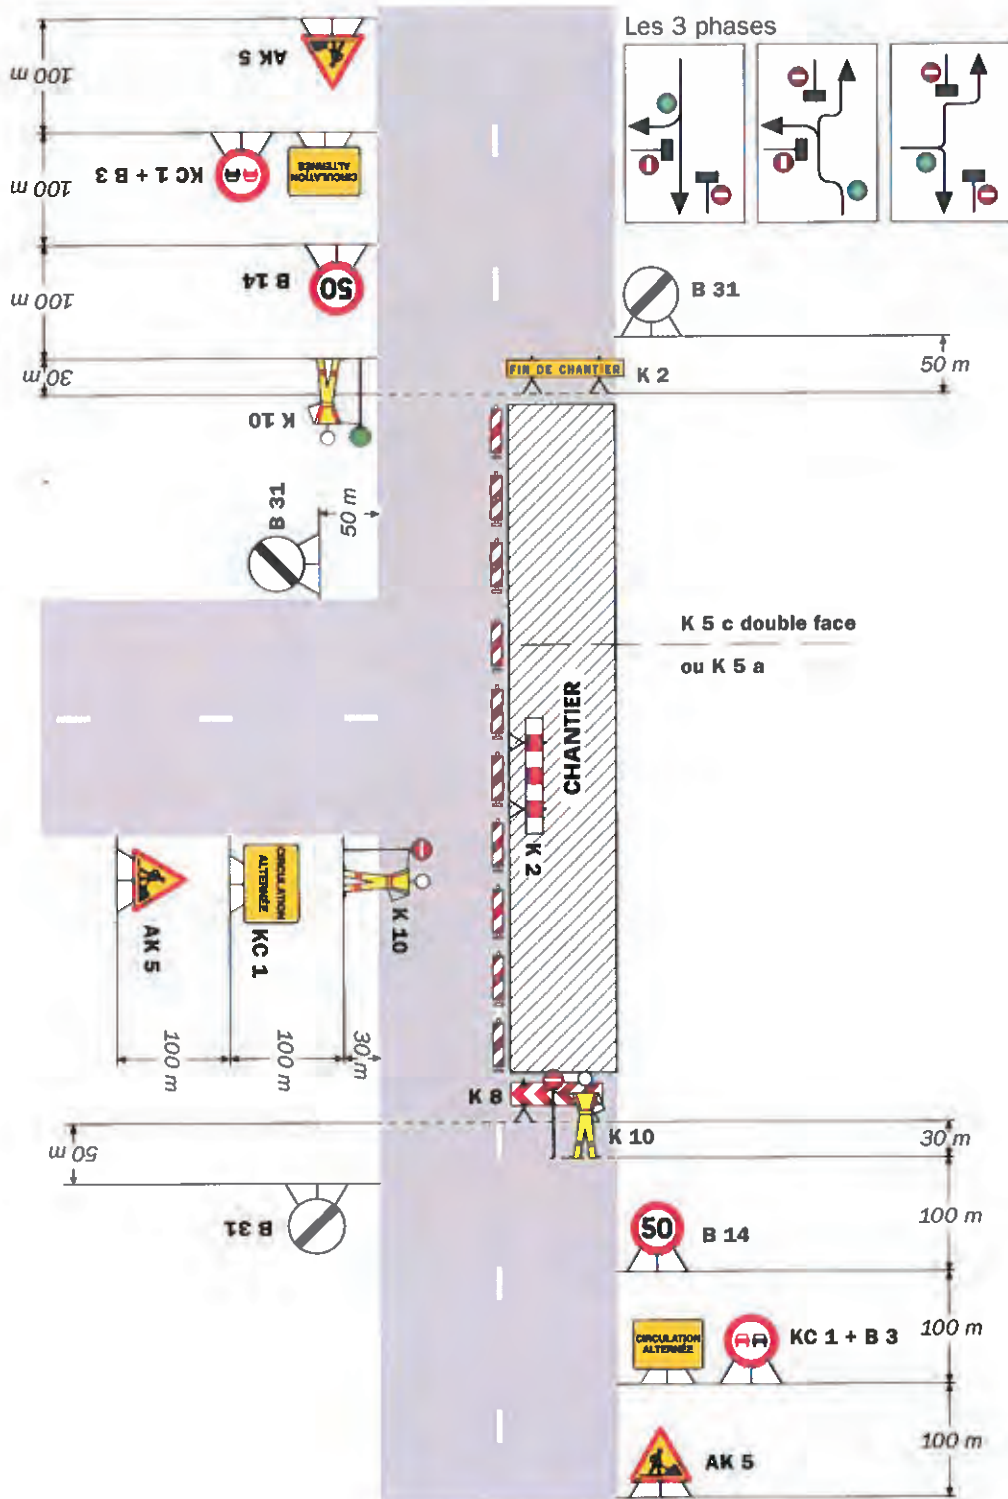 Les 3 phases
AK 5
100 m
CIRCULATION
ALTERNÉE
KC 1 + B 3
100 m
50
B 14
100 m
B 31
50 m
FIN DE CHANTIER
K 2
30 m
K 10
B 31
50 m
K 5 c double face
ou K 5 a
CHANTIER
K 2
AK 5
CIRCULATION
ALTERNÉE
KC 1
K 10
100 m
100 m
30 m
K 8
K 10
30 m
50 m
B 31
50
B 14
100 m
CIRCULATION
ALTERNÉE
KC 1 + B 3
100 m
AK 5
100 m